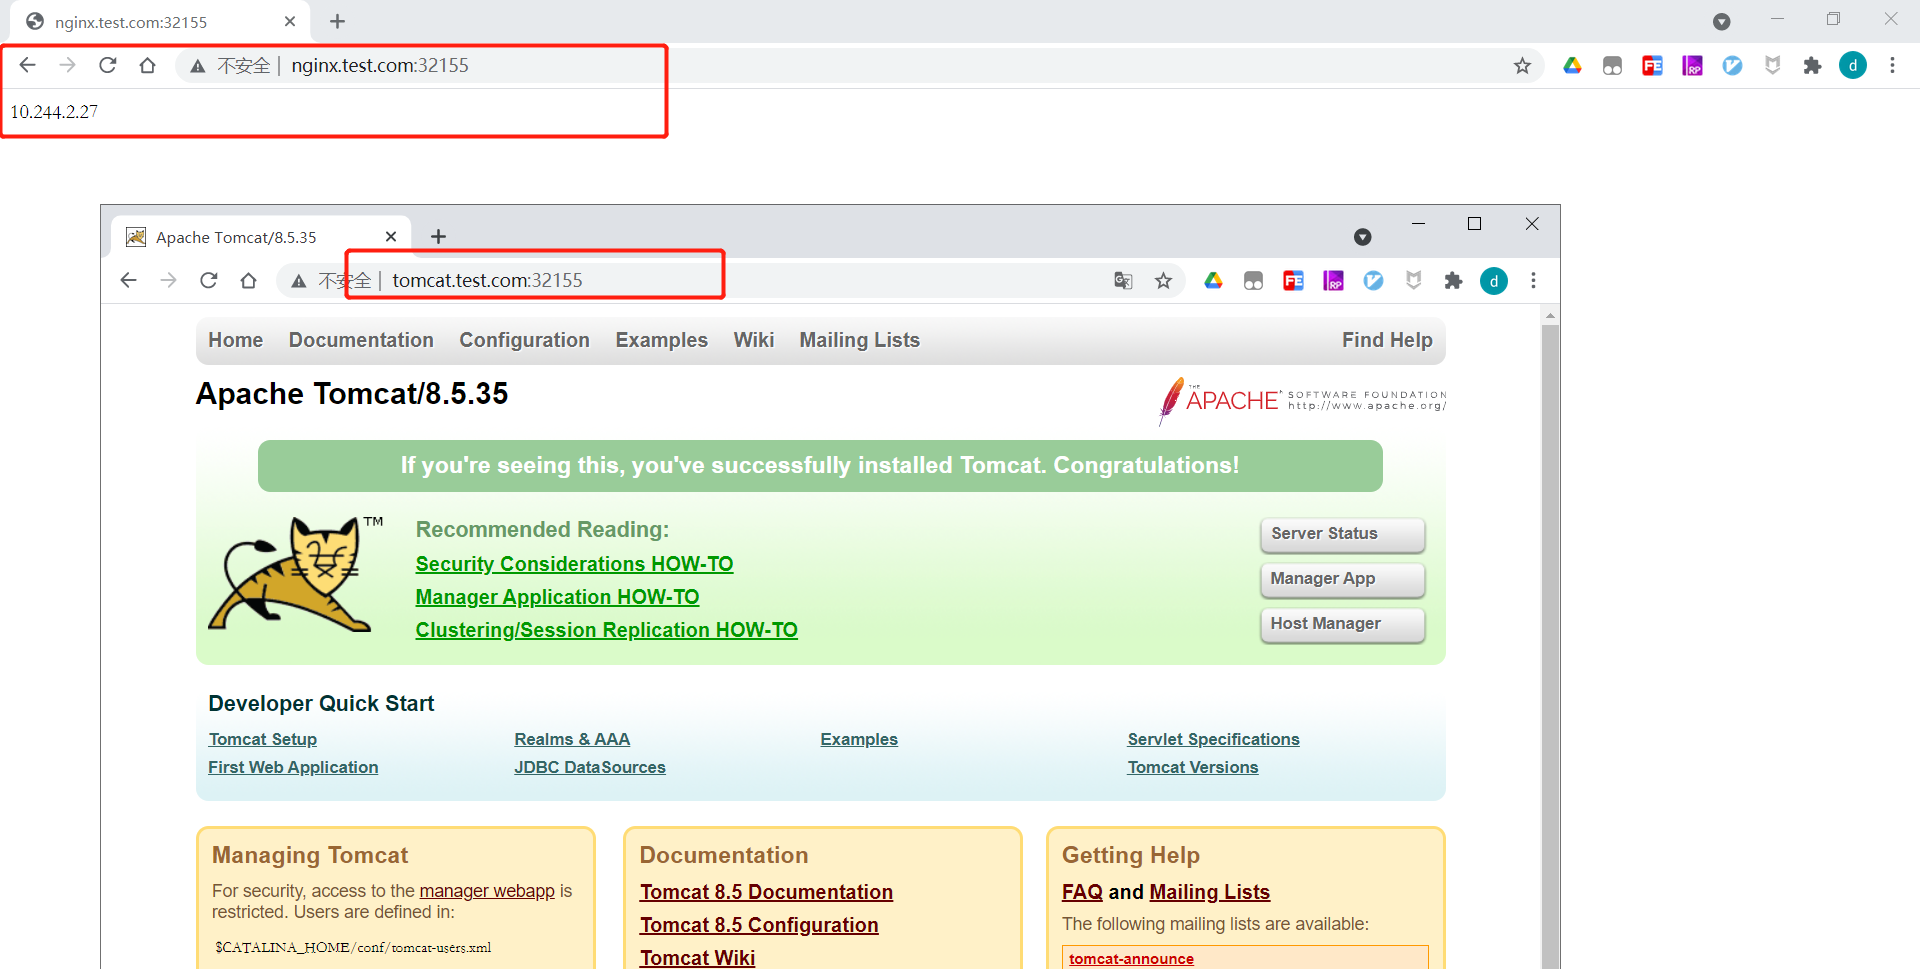 nginx.test.com:32155
不安全 | nginx.test.com:32155
FE
RP
d
10.244.2.27
Apache Tomcat/8.5.35
不安全 | tomcat.test.com:32155
FE
RP
d
Home Documentation Configuration Examples Wiki Mailing Lists Find Help
Apache Tomcat/8.5.35
THE APACHE SOFTWARE FOUNDATION
http://www.apache.org/
If you're seeing this, you've successfully installed Tomcat. Congratulations!
TM
Recommended Reading:
Security Considerations HOW-TO
Manager Application HOW-TO
Clustering/Session Replication HOW-TO
Server Status
Manager App
Host Manager
Developer Quick Start
Tomcat Setup Realms & AAA Examples Servlet Specifications
First Web Application JDBC DataSources Tomcat Versions
Managing Tomcat
For security, access to the manager webapp is
restricted. Users are defined in:
$CATALINA_HOME/conf/tomcat-users.xml
Documentation
Tomcat 8.5 Documentation
Tomcat 8.5 Configuration
Tomcat Wiki
Getting Help
FAQ and Mailing Lists
The following mailing lists are available:
tomcat-announce